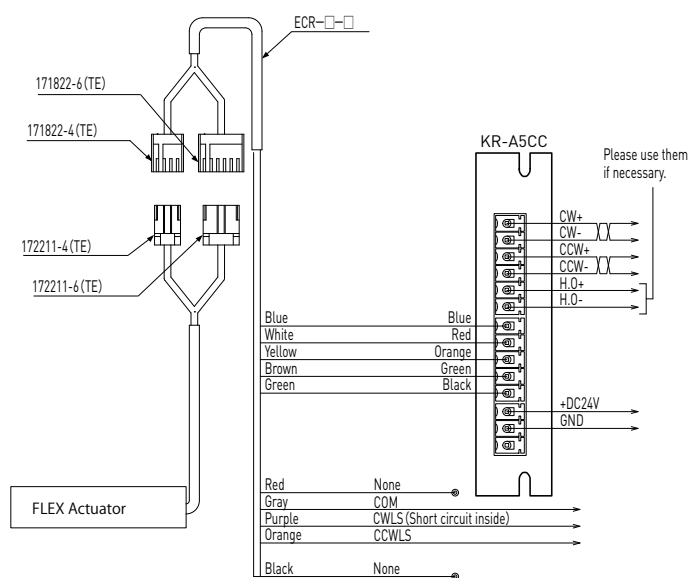 ECR-□-□
171822-6(TE)
171822-4(TE)
172211-4(TE)
172211-6(TE)
KR-A5CC
Please use them
if necessary.
CW+
CW-
CCW+
CCW-
H.O+
H.O-
Blue Blue
White Red
Yellow Orange
Brown Green
Green Black
+DC24V
GND
Red None
Gray COM
Purple CWLS(Short circuit inside)
Orange CCWLS
Black None
FLEX Actuator